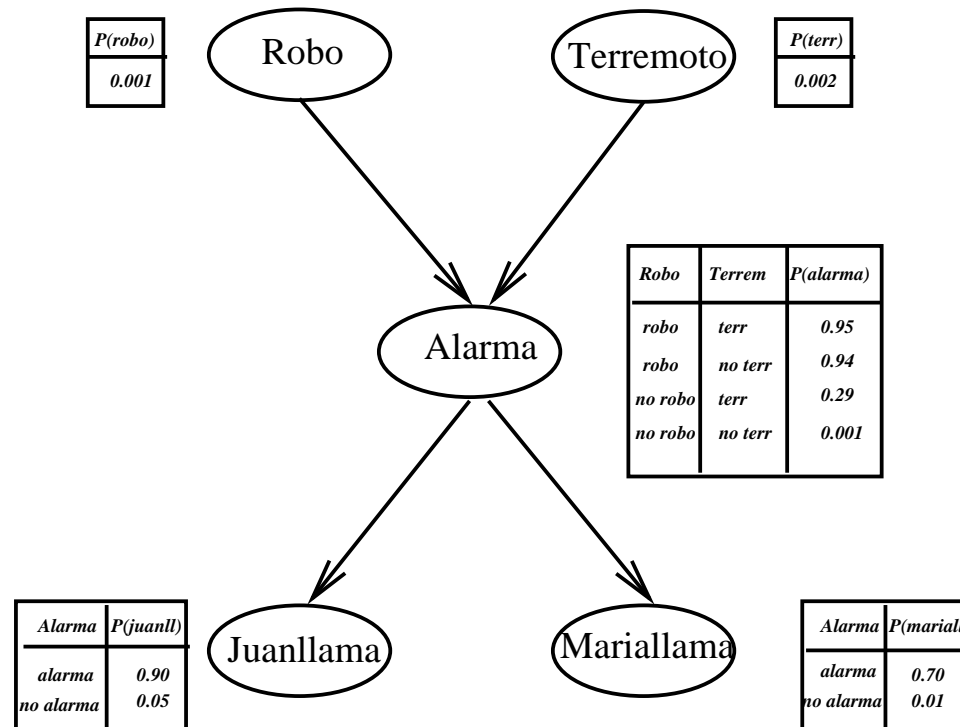 P(robo)
0.001
Robo
Terremoto
P(terr)
0.002
Alarma
Robo Terrem P(alarma)
robo terr 0.95
robo no terr 0.94
no robo terr 0.29
no robo no terr 0.001
Alarma P(juanll)
alarma 0.90
no alarma 0.05
Juanllama
Mariallama
Alarma P(mariall
alarma 0.70
no alarma 0.01